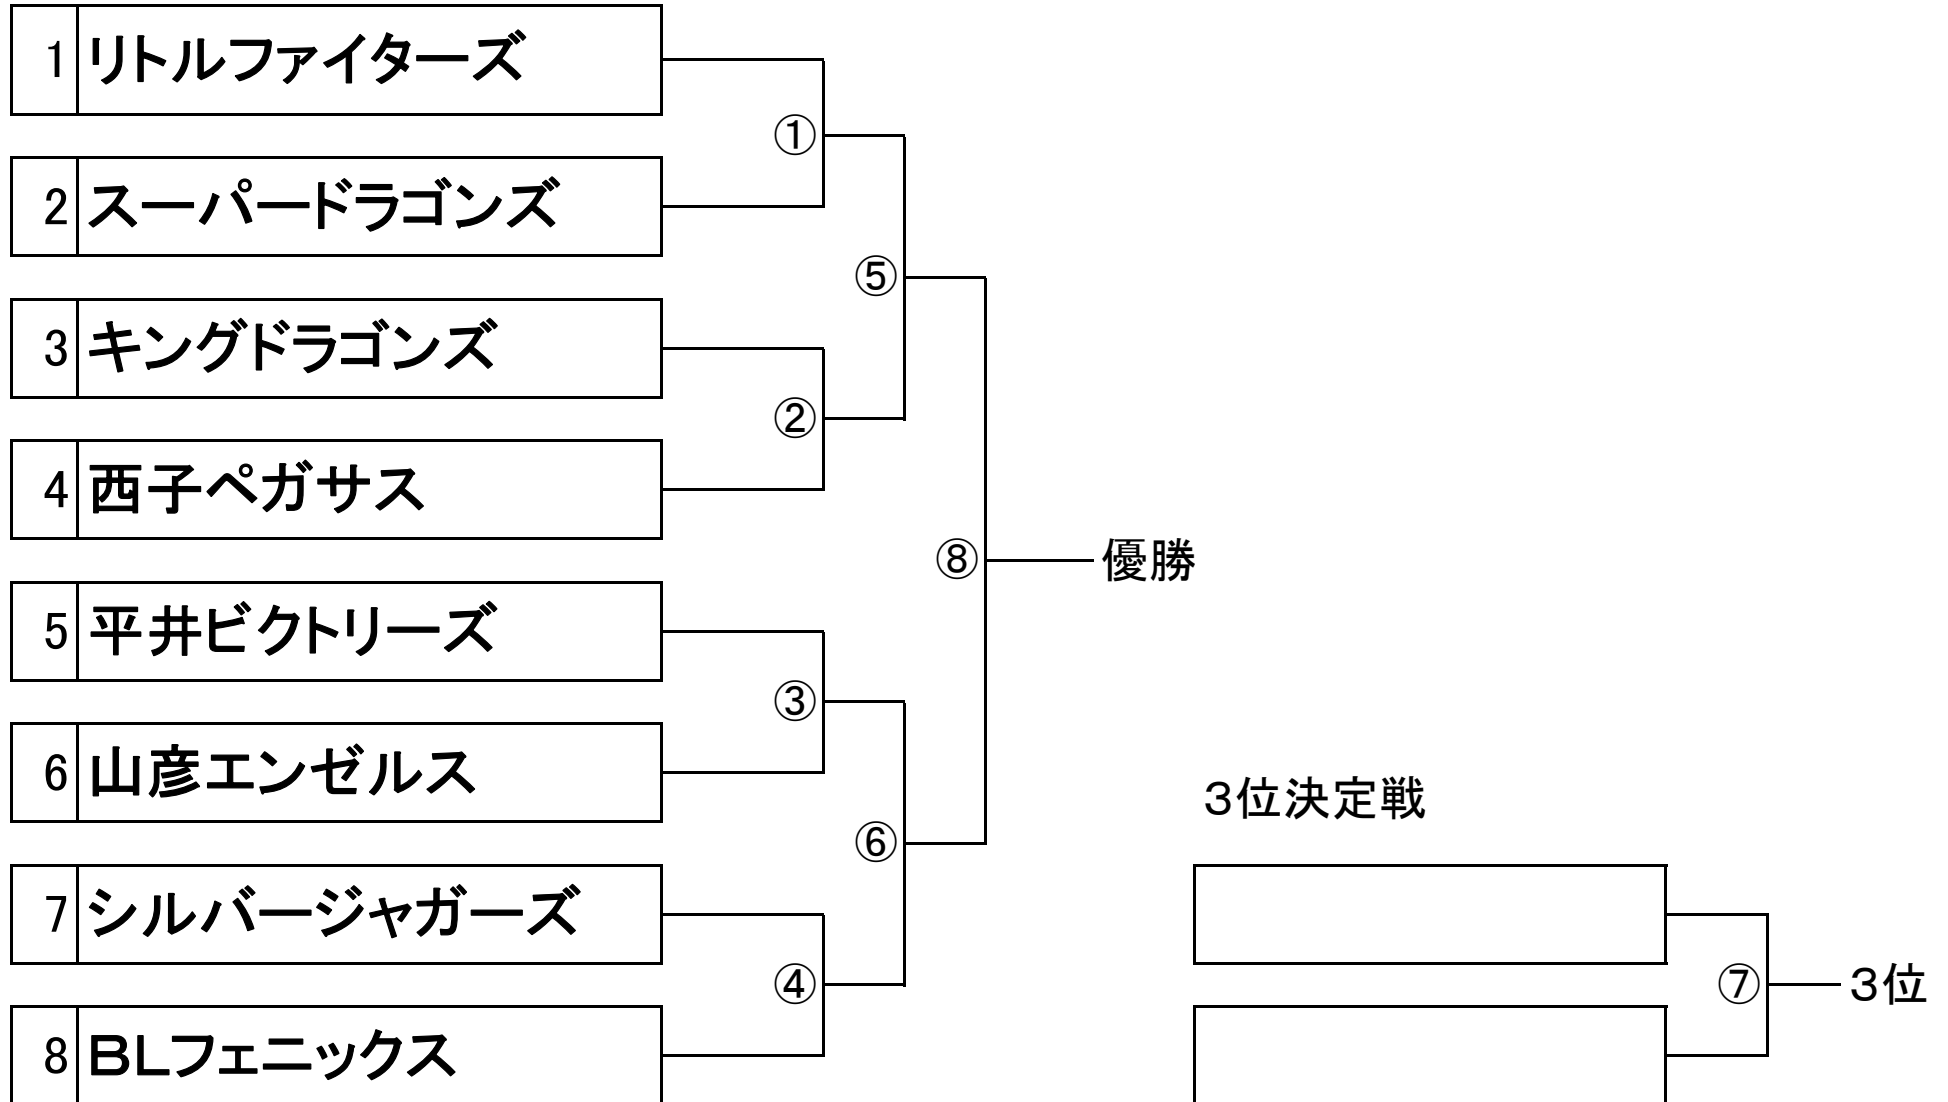 1 リトルファイターズ
①
2 スーパードラゴンズ
⑤
3 キングドラゴンズ
②
4 西子ペガサス
⑧ 優勝
5 平井ビクトリーズ
③
6 山彦エンゼルス
3位決定戦
⑥
7 シルバージャガーズ
④
⑦ 3位
8 BLフェニックス